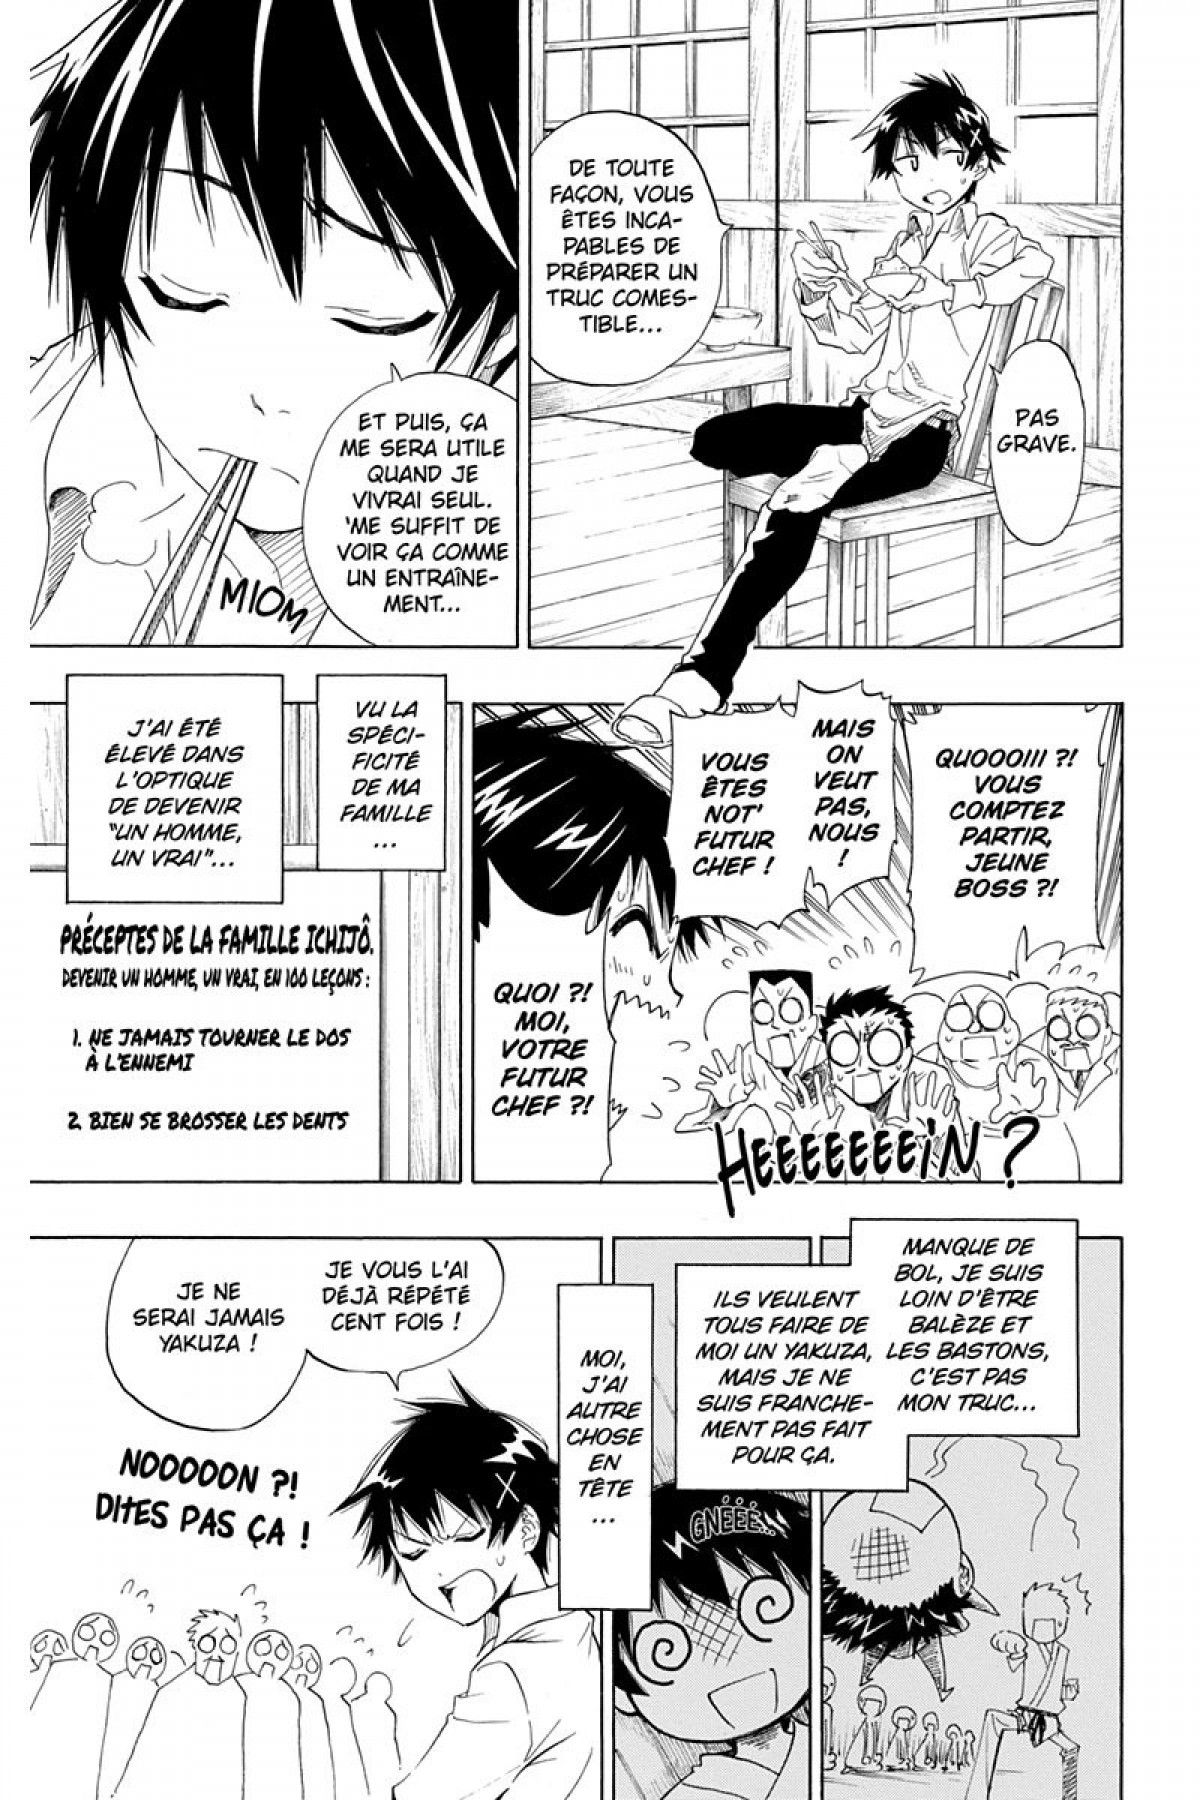 PAS
GRAVE.
DE TOUTE
FAÇON, VOUS
ÊTES INCA-
PABLES DE
PRÉPARER UN
TRUC COMES-
TIBLE...
ET PUIS, ÇA
ME SERA UTILE
QUAND JE
VIVRAI SEUL.
'ME SUFFIT DE
VOIR ÇA COMME
UN ENTRAÎNE-
MENT...
MIOM
QUOOOIII ?!
VOUS
COMPTEZ
PARTIR,
JEUNE
BOSS ?!
MAIS
ON
VEUT
PAS,
NOUS
!
VOUS
ÊTES
NOT'
FUTUR
CHEF !
HEEEEEEEEIN ?
QUOI ?!
MOI,
VOTRE
FUTUR
CHEF ?!
VU LA
SPÉCI-
FICITÉ
DE MA
FAMILLE
...
J'AI ÉTÉ
ÉLEVÉ DANS
L'OPTIQUE
DE DEVENIR
"UN HOMME,
UN VRAI"...
PRÉCEPTES DE LA FAMILLE ICHIJÔ.
DEVENIR UN HOMME, UN VRAI, EN 100 LEÇONS :
1. NE JAMAIS TOURNER LE DOS
À L'ENNEMI
2. BIEN SE BROSSER LES DENTS
MANQUE DE
BOL, JE SUIS
LOIN D'ÊTRE
BALÈZE ET
LES BASTONS,
C'EST PAS
MON TRUC...
ILS VEULENT
TOUS FAIRE DE
MOI UN YAKUZA,
MAIS JE NE
SUIS FRANCHE-
MENT PAS FAIT
POUR ÇA.
GNÉÉÉ...
MOI,
J'AI
AUTRE
CHOSE
EN
TÊTE
...
JE VOUS L'AI
DÉJÀ RÉPÉTÉ
CENT FOIS !
JE NE
SERAI JAMAIS
YAKUZA !
NOOOOON ?!
DITES PAS ÇA !